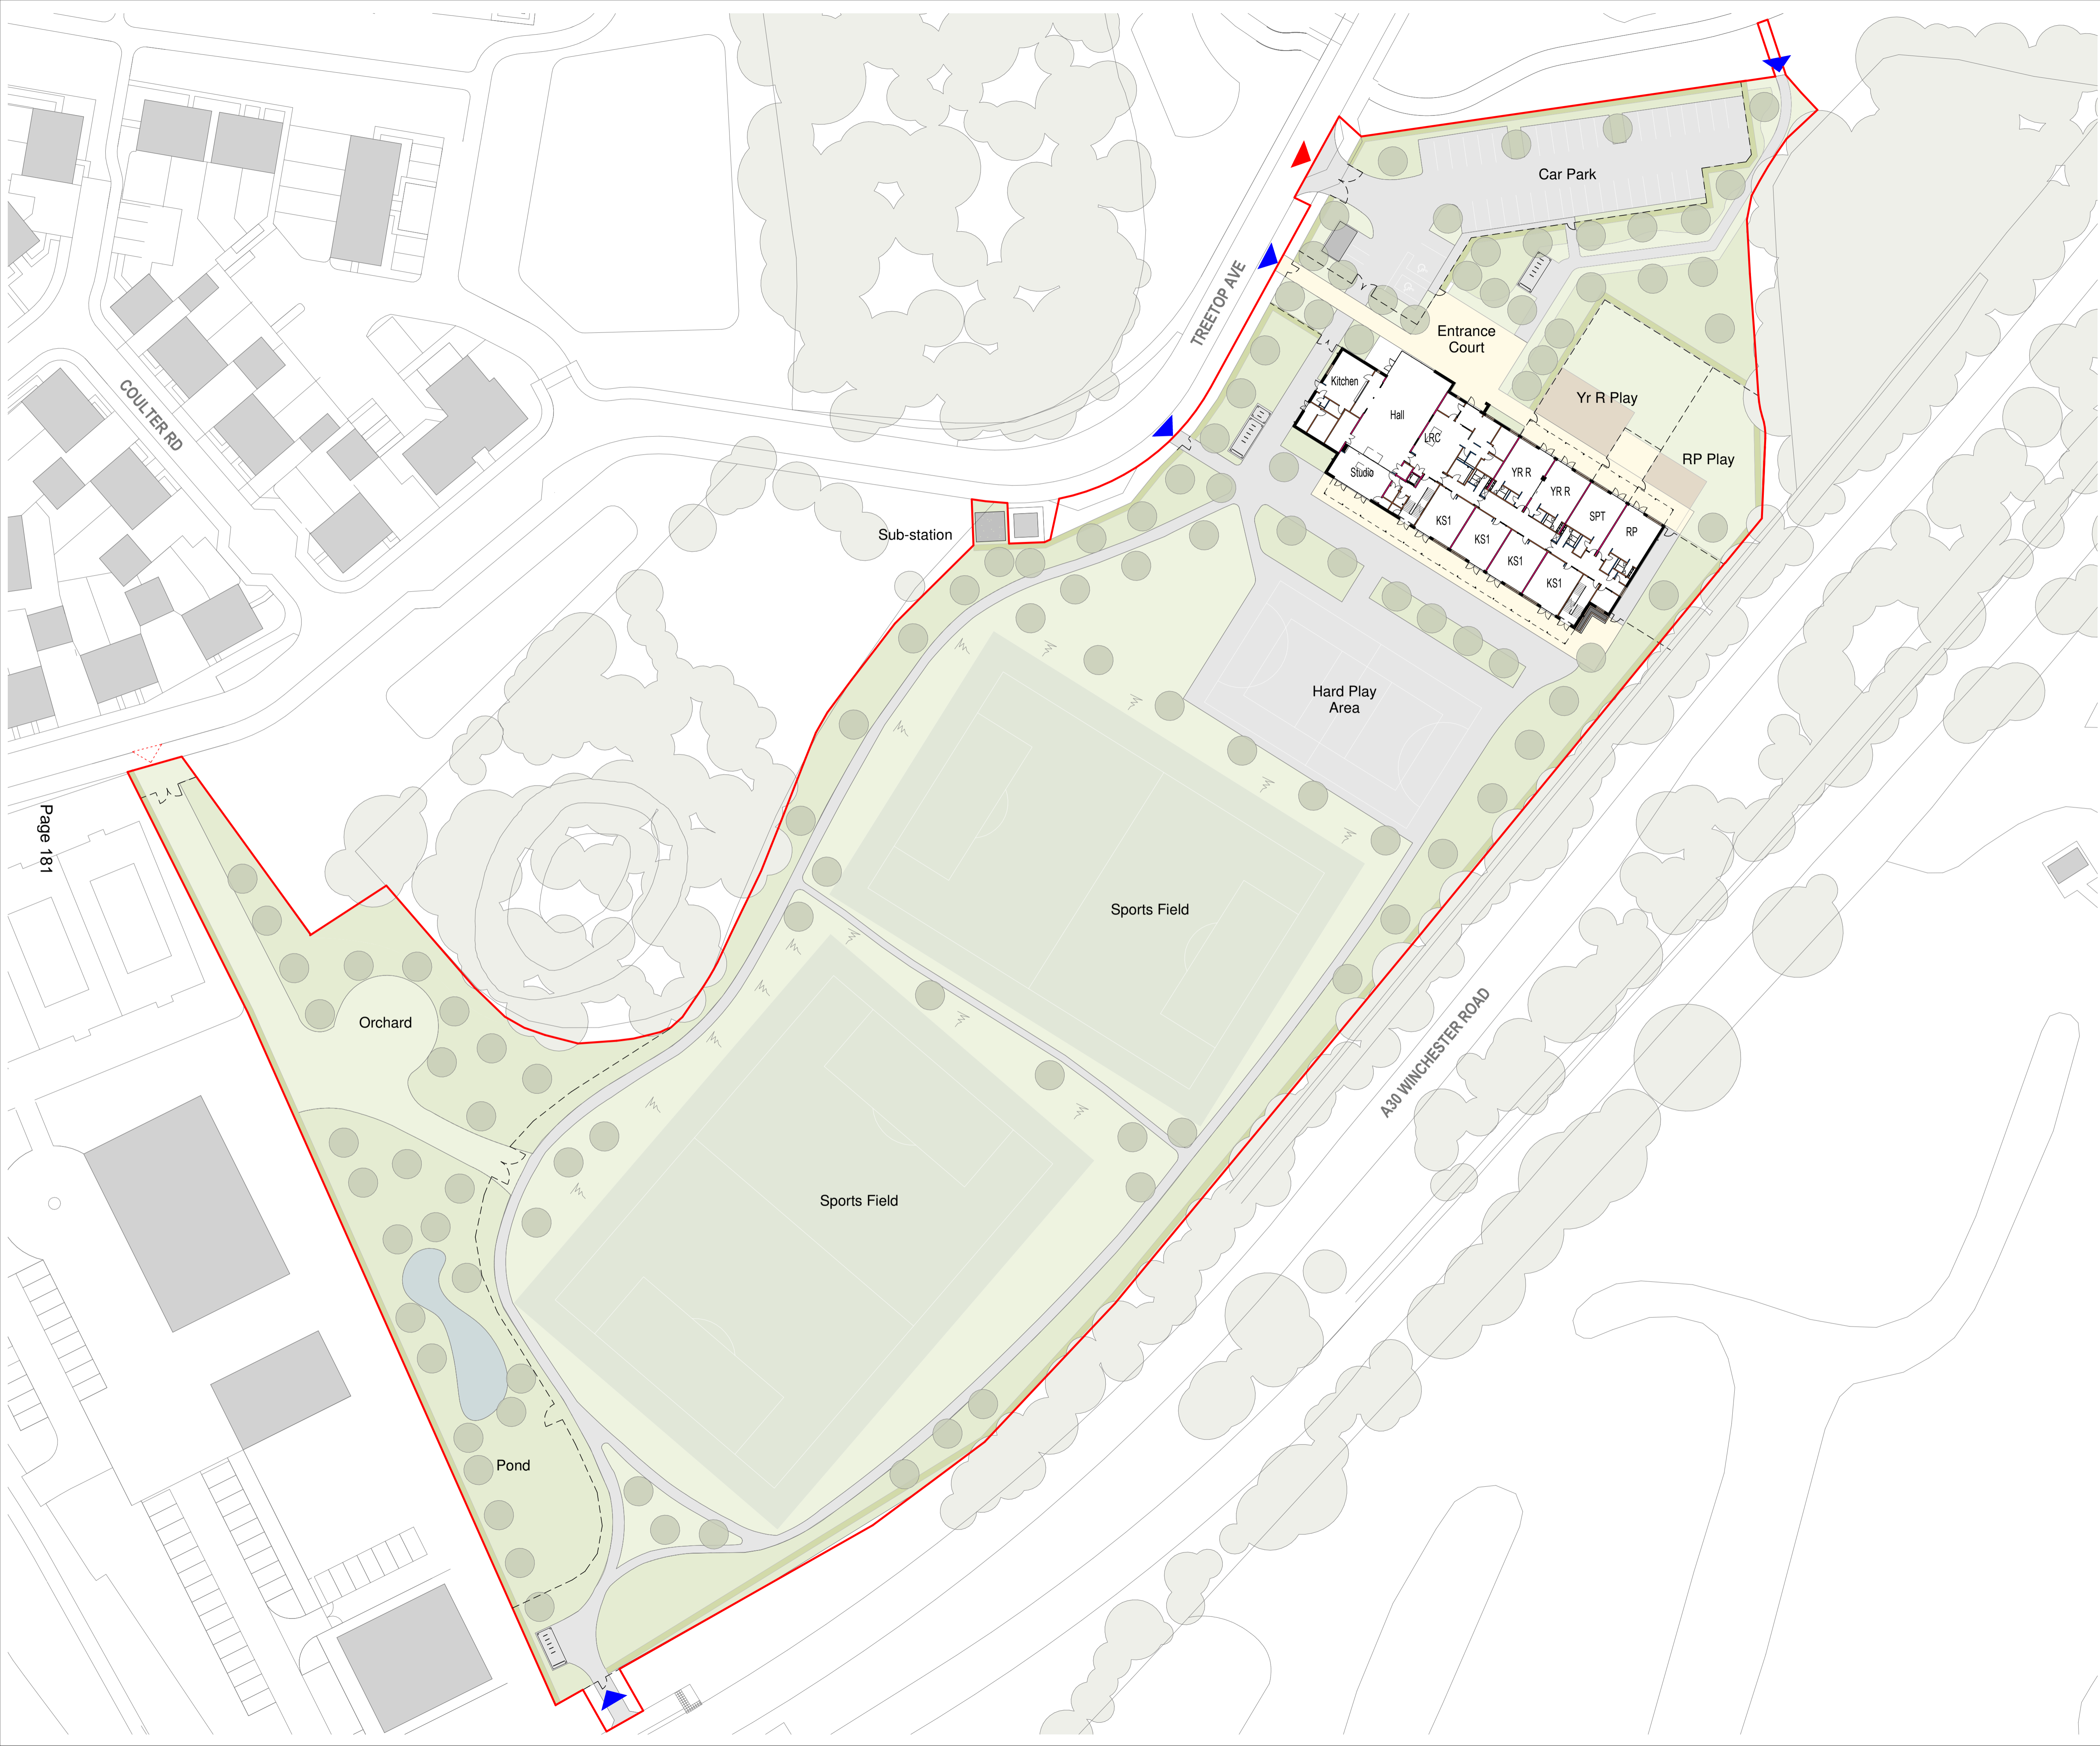 Car Park
TREETOP AVE
Entrance
Court
COULTER RD
Kitchen
Hall
Yr R Play
LRC
RP Play
Studio
YR R
YR R
SPT
RP
KS1
KS1
KS1
KS1
Sub-station
Hard Play
Area
Page 181
Sports Field
Orchard
A30 WINCHESTER ROAD
Sports Field
Pond